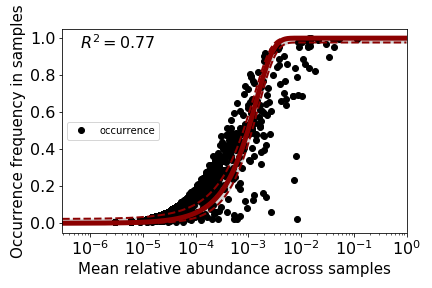 R² = 0.77
occurrence
Occurrence frequency in samples
1.0
0.8
0.6
0.4
0.2
0.0
10⁻⁶ 10⁻⁵ 10⁻⁴ 10⁻³ 10⁻² 10⁻¹ 10⁰
Mean relative abundance across samples